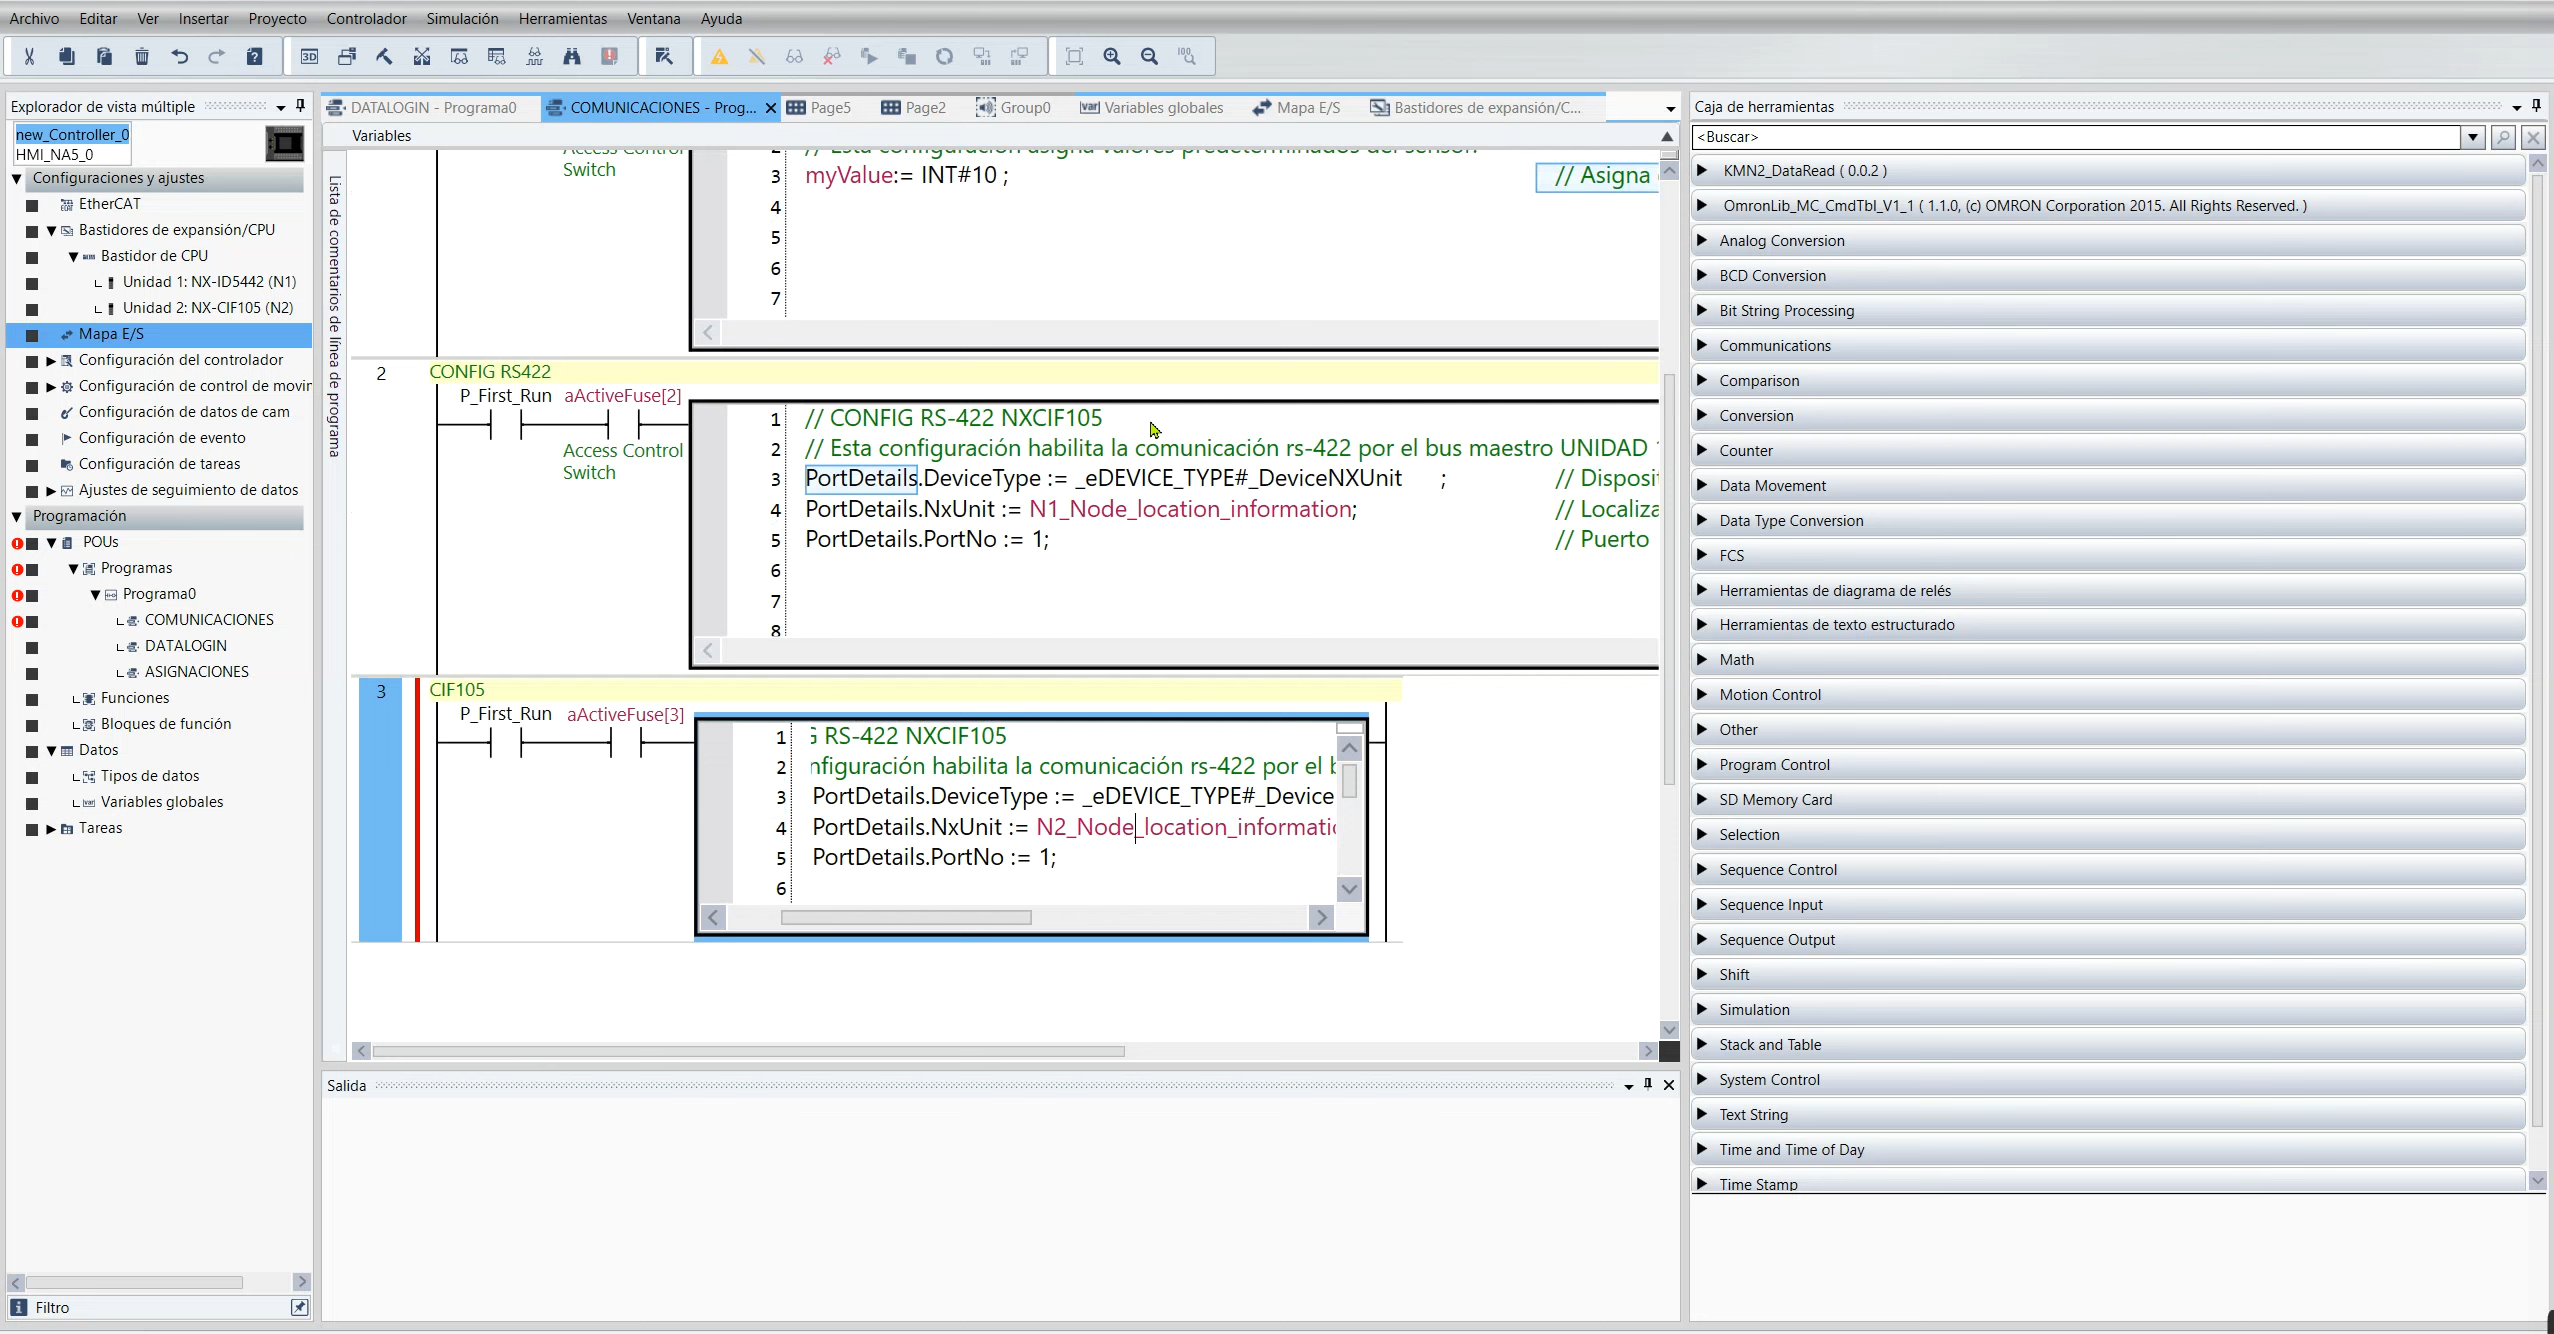 Archivo Editar Ver Insertar Proyecto Controlador Simulación Herramientas Ventana Ayuda
Explorador de vista múltiple
new_Controller_0
HMI_NA5_0
Configuraciones y ajustes
EtherCAT
Bastidores de expansión/CPU
Bastidor de CPU
Unidad 1: NX-ID5442 (N1)
Unidad 2: NX-CIF105 (N2)
Mapa E/S
Configuración del controlador
Configuración de control de movir
Configuración de datos de cam
Configuración de evento
Configuración de tareas
Ajustes de seguimiento de datos
Programación
POUs
Programas
Programa0
COMUNICACIONES
DATALOGIN
ASIGNACIONES
Funciones
Bloques de función
Datos
Tipos de datos
Variables globales
Tareas
Filtro
DATALOGIN - Programa0 COMUNICACIONES - Prog... Page5 Page2 Group0 Variables globales Mapa E/S Bastidores de expansión/C...
Variables
Lista de comentarios de línea de programa
Access Control
Switch
2 // Esta configuración asigna valores predeterminados del sensor.
3 myValue:= INT#10 ; // Asigna
4
5
6
7
2 CONFIG RS422
P_First_Run aActiveFuse[2]
Access Control
Switch
1 // CONFIG RS-422 NXCIF105
2 // Esta configuración habilita la comunicación rs-422 por el bus maestro UNIDAD
3 PortDetails.DeviceType := _eDEVICE_TYPE#_DeviceNXUnit ; // Disposit
4 PortDetails.NxUnit := N1_Node_location_information; // Localiza
5 PortDetails.PortNo := 1; // Puerto
6
7
8
3 CIF105
P_First_Run aActiveFuse[3]
1 G RS-422 NXCIF105
2 nfiguración habilita la comunicación rs-422 por el b
3 PortDetails.DeviceType := _eDEVICE_TYPE#_Device
4 PortDetails.NxUnit := N2_Node_location_informatio
5 PortDetails.PortNo := 1;
6
Salida
Caja de herramientas
<Buscar>
KMN2_DataRead ( 0.0.2 )
OmronLib_MC_CmdTbl_V1_1 ( 1.1.0, (c) OMRON Corporation 2015. All Rights Reserved. )
Analog Conversion
BCD Conversion
Bit String Processing
Communications
Comparison
Conversion
Counter
Data Movement
Data Type Conversion
FCS
Herramientas de diagrama de relés
Herramientas de texto estructurado
Math
Motion Control
Other
Program Control
SD Memory Card
Selection
Sequence Control
Sequence Input
Sequence Output
Shift
Simulation
Stack and Table
System Control
Text String
Time and Time of Day
Time Stamp